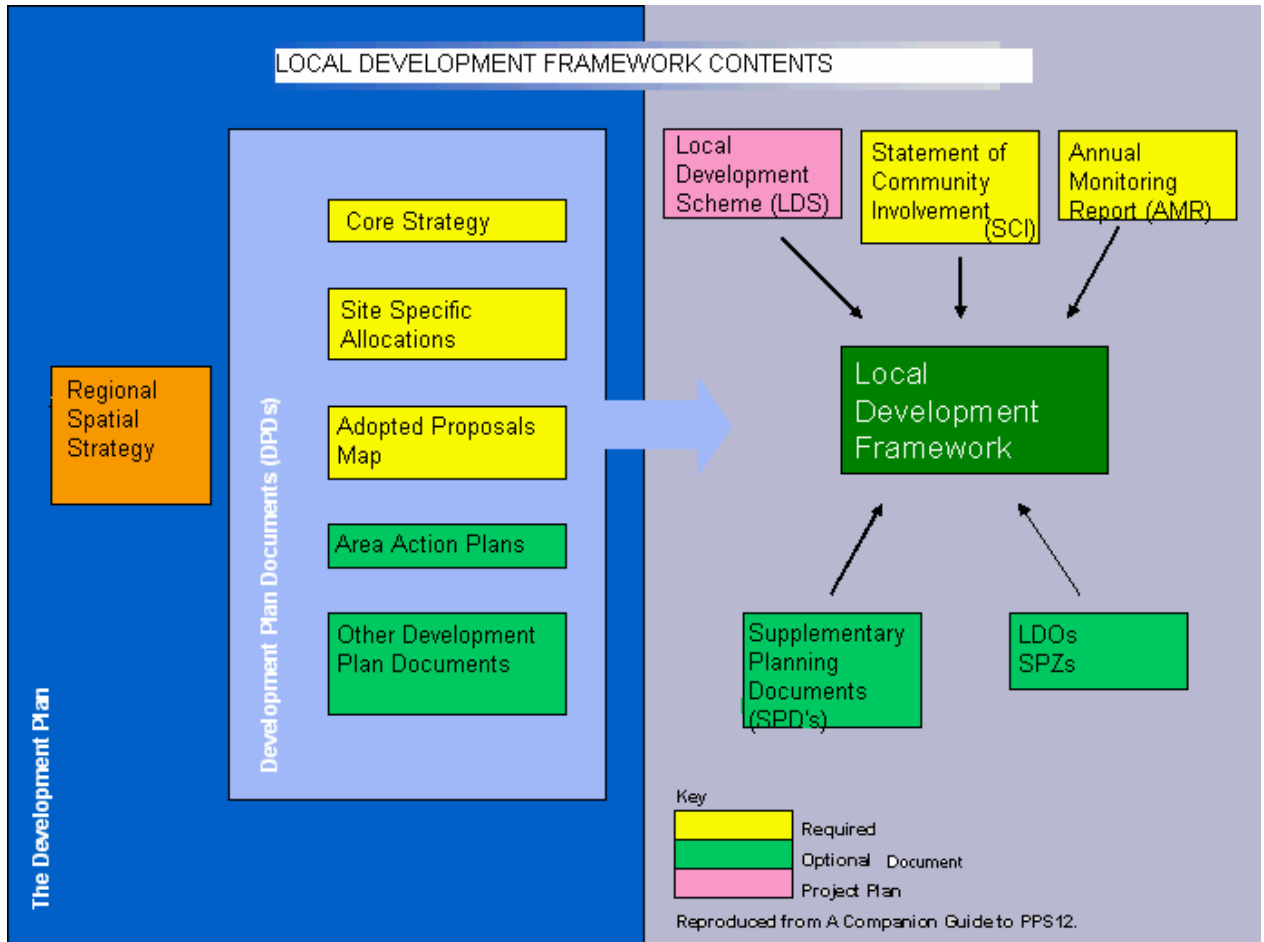 LOCAL DEVELOPMENT FRAMEWORK CONTENTS
The Development Plan
Regional
Spatial
Strategy
Development Plan Documents (DPDs)
Core Strategy
Site Specific
Allocations
Adopted Proposals
Map
Area Action Plans
Other Development
Plan Documents
Local
Development
Scheme (LDS)
Statement of
Community
Involvement
(SCI)
Annual
Monitoring
Report (AMR)
Local
Development
Framework
Supplementary
Planning
Documents
(SPD's)
LDOs
SPZs
Key
Required
Optional Document
Project Plan
Reproduced from A Companion Guide to PPS12.